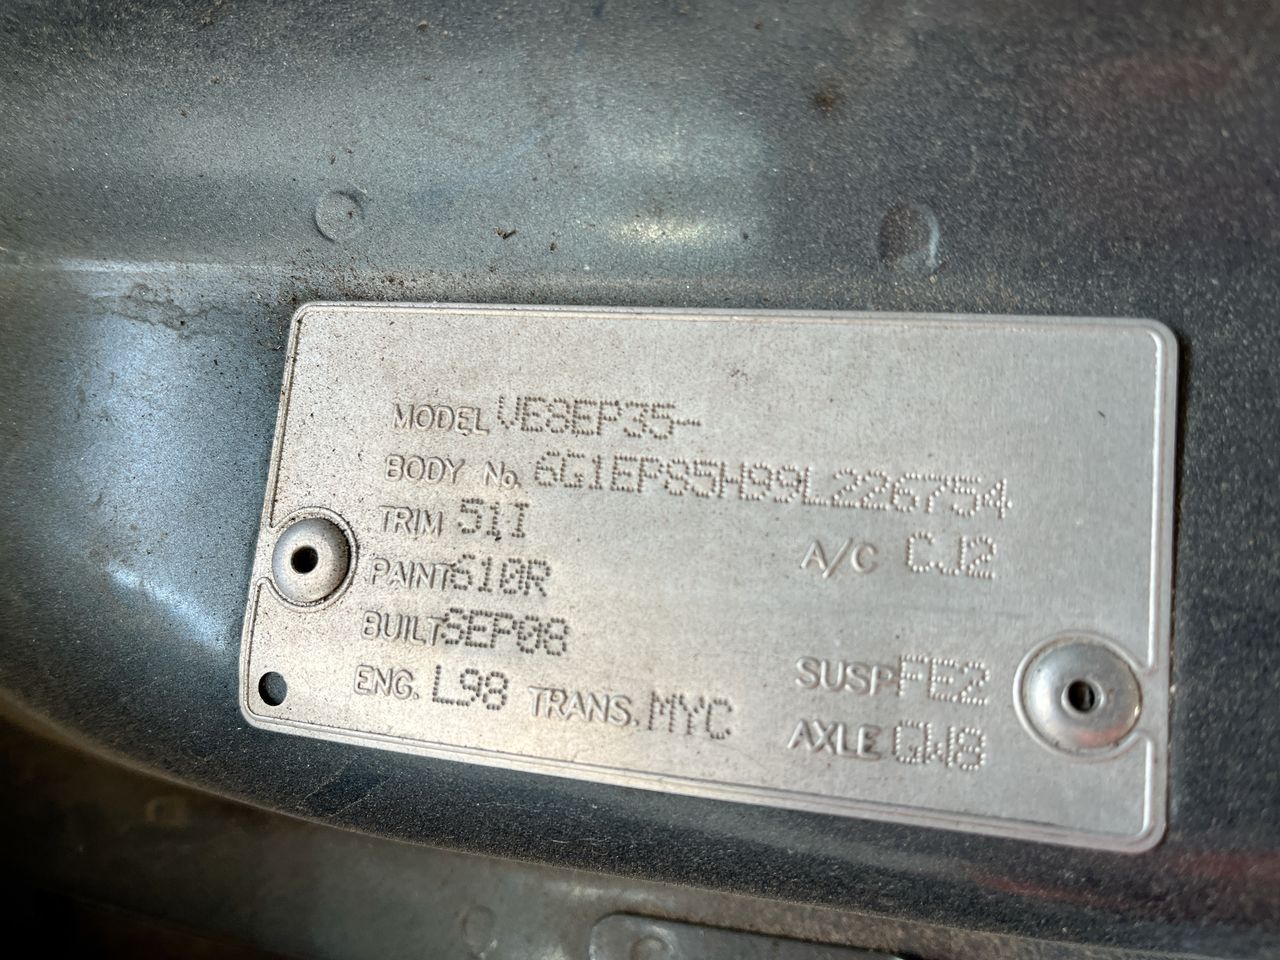 MODEL VE8EP35-
BODY No. 6G1EP85H99L226754
TRIM 51I
A/C CJ2
PAINT 610R
BUILT SEP08
SUSP. FE2
ENG. L98 TRANS. MYC
AXLE GW8